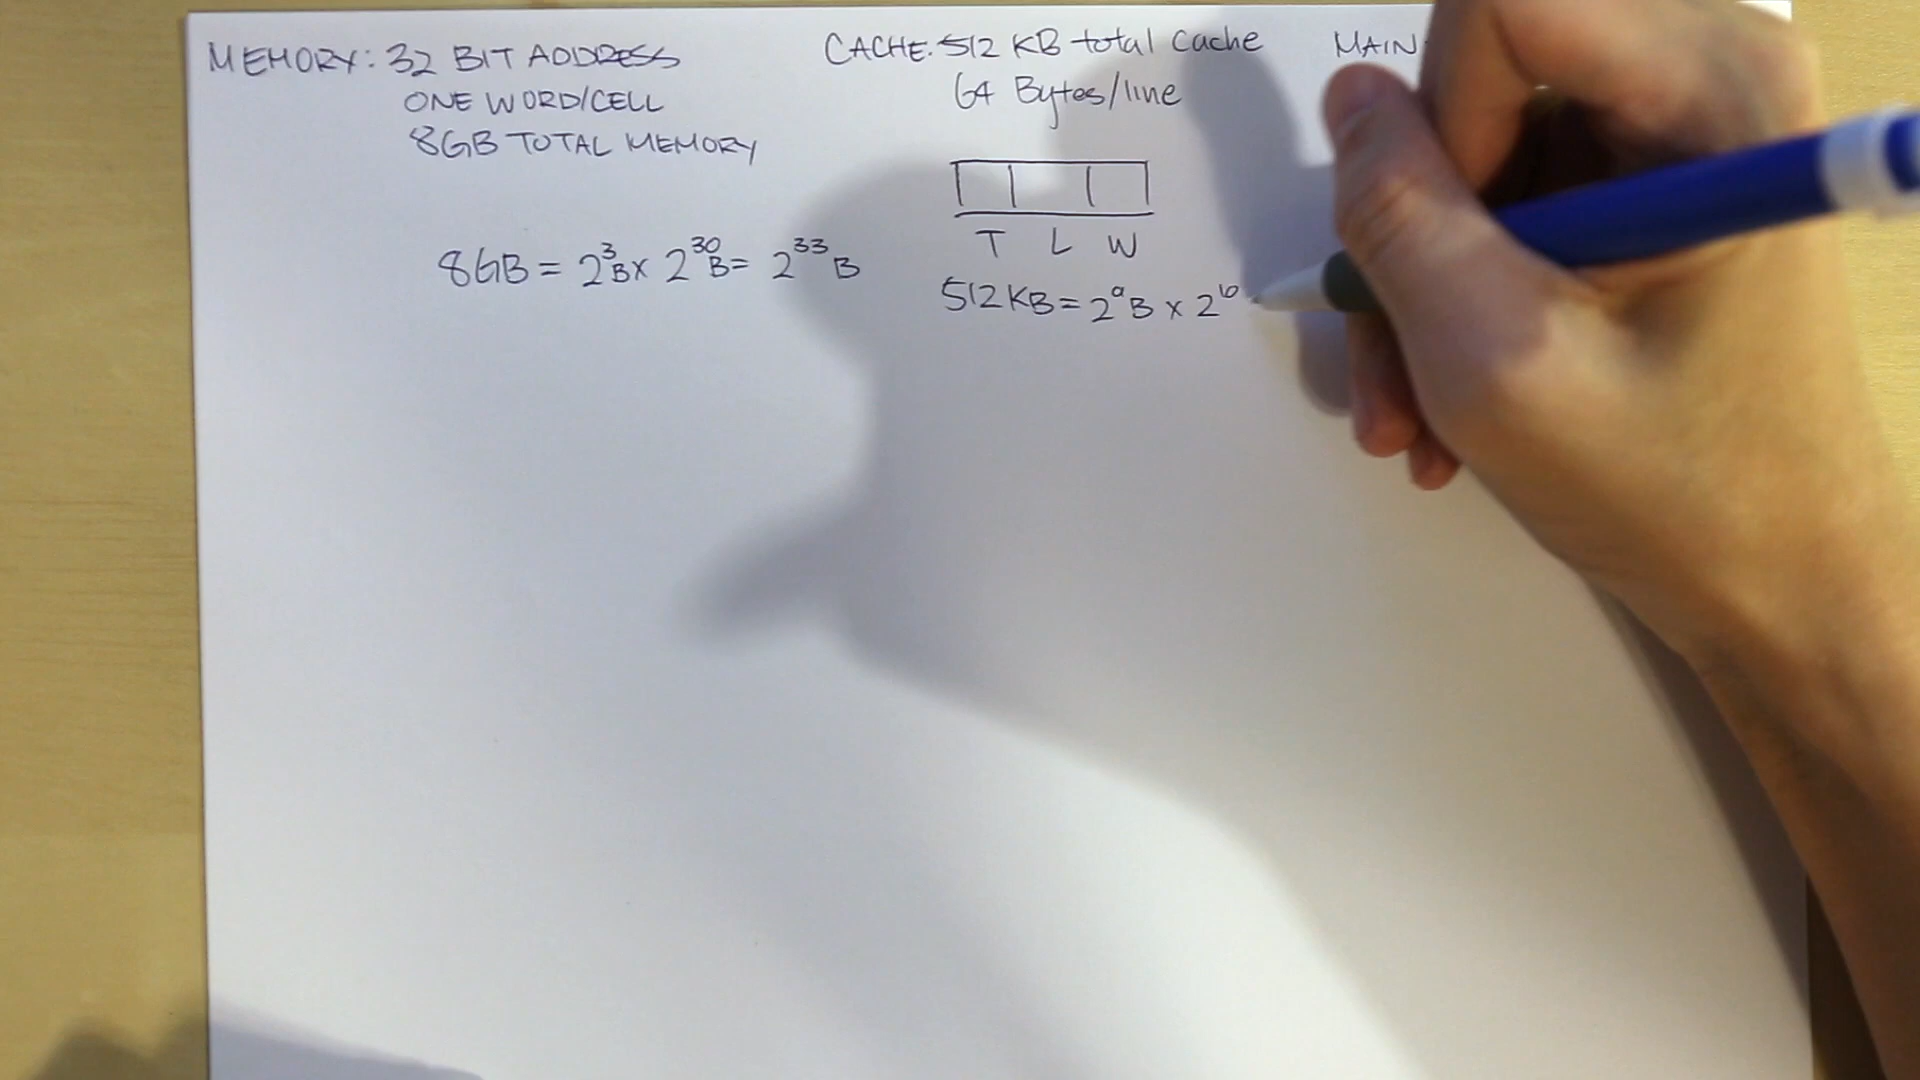 MEMORY: 32 BIT ADDRESS
ONE WORD/CELL
8GB TOTAL MEMORY
8GB = 2³B x 2³⁰B = 2³³B
CACHE: 512 KB total cache
64 Bytes/line
T L W
512KB = 2⁹B x 2¹⁰
MAIN